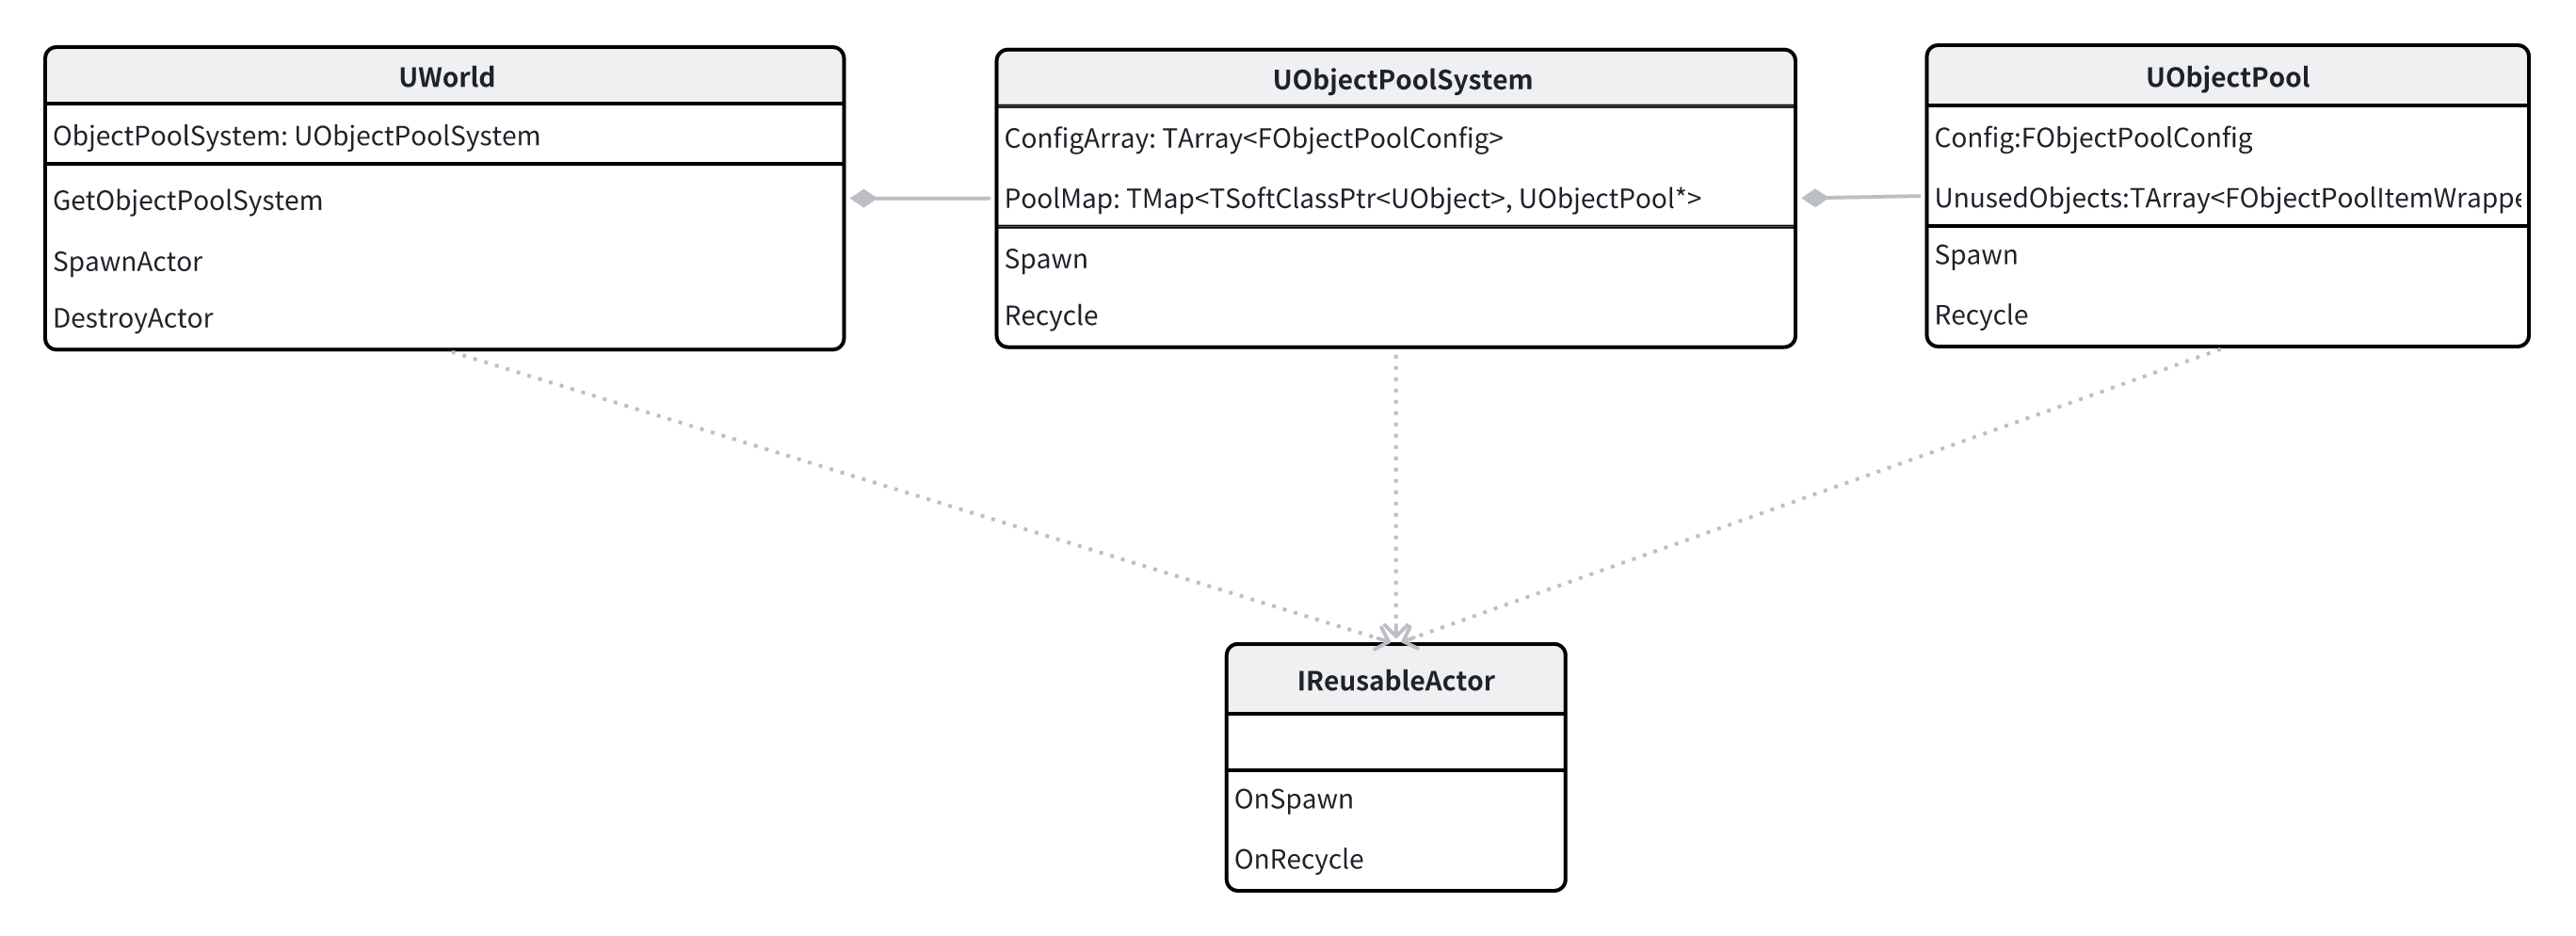 UWorld
ObjectPoolSystem: UObjectPoolSystem
GetObjectPoolSystem
SpawnActor
DestroyActor
UObjectPoolSystem
ConfigArray: TArray<FObjectPoolConfig>
PoolMap: TMap<TSoftClassPtr<UObject>, UObjectPool*>
Spawn
Recycle
UObjectPool
Config:FObjectPoolConfig
UnusedObjects:TArray<FObjectPoolItemWrappe
Spawn
Recycle
IReusableActor
OnSpawn
OnRecycle